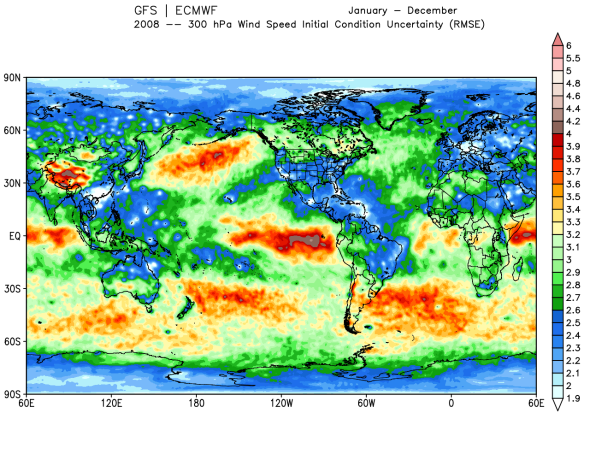 GFS | ECMWF January – December
2008 –– 300 hPa Wind Speed Initial Condition Uncertainty (RMSE)
6
5.5
5
4.8
4.6
4.4
4.2
4
3.9
3.8
3.7
3.6
3.5
3.4
3.3
3.2
3.1
3
2.9
2.8
2.7
2.6
2.5
2.4
2.3
2.2
2.1
2
1.9
90N
60N
30N
EQ
30S
60S
90S
60E 120E 180 120W 60W 0 60E